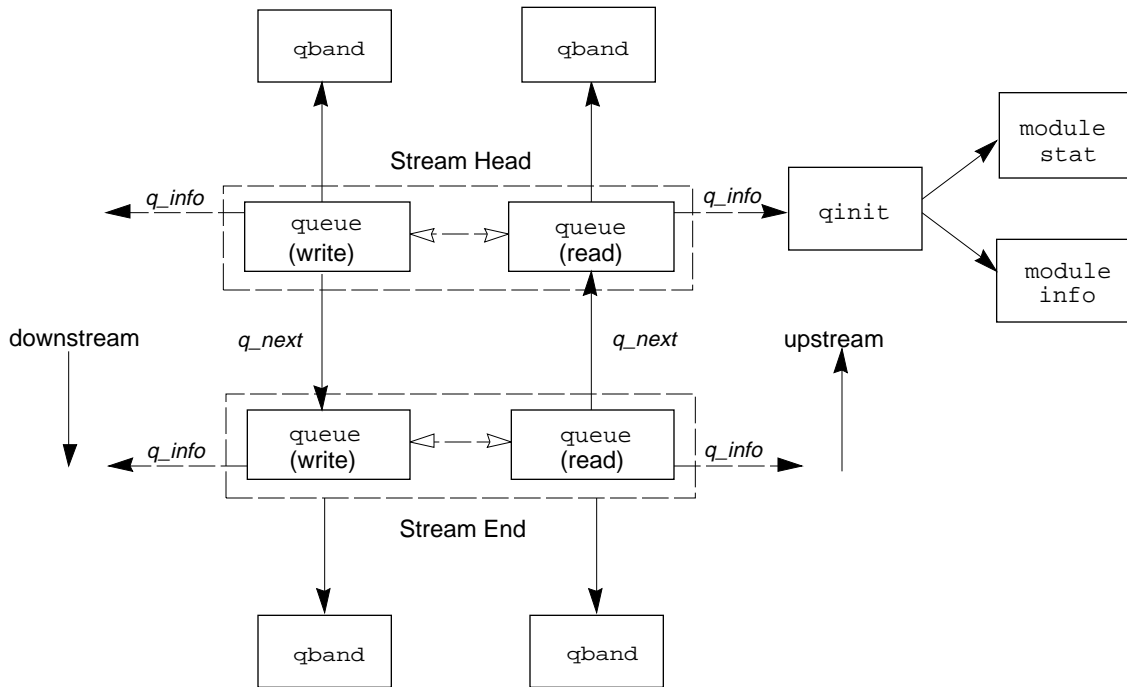 qband
qband
module
stat
Stream Head
q_info
q_info
queue
(write)
queue
(read)
qinit
module
info
downstream
q_next
q_next
upstream
queue
(write)
queue
(read)
q_info
q_info
Stream End
qband
qband